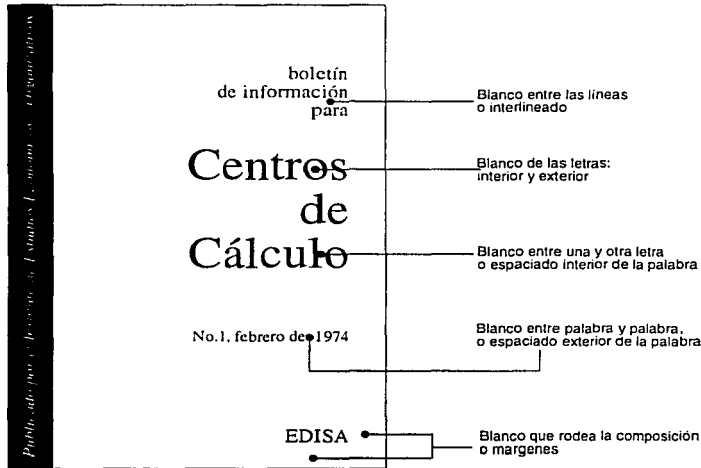 boletín
de información
para
Centros
de
Cálculo
No.1, febrero de 1974
EDISA
Blanco entre las líneas
o interlineado
Blanco de las letras:
interior y exterior
Blanco entre una y otra letra
o espaciado interior de la palabra
Blanco entre palabra y palabra,
o espaciado exterior de la palabra
Blanco que rodea la composición
o margenes
Publicado por